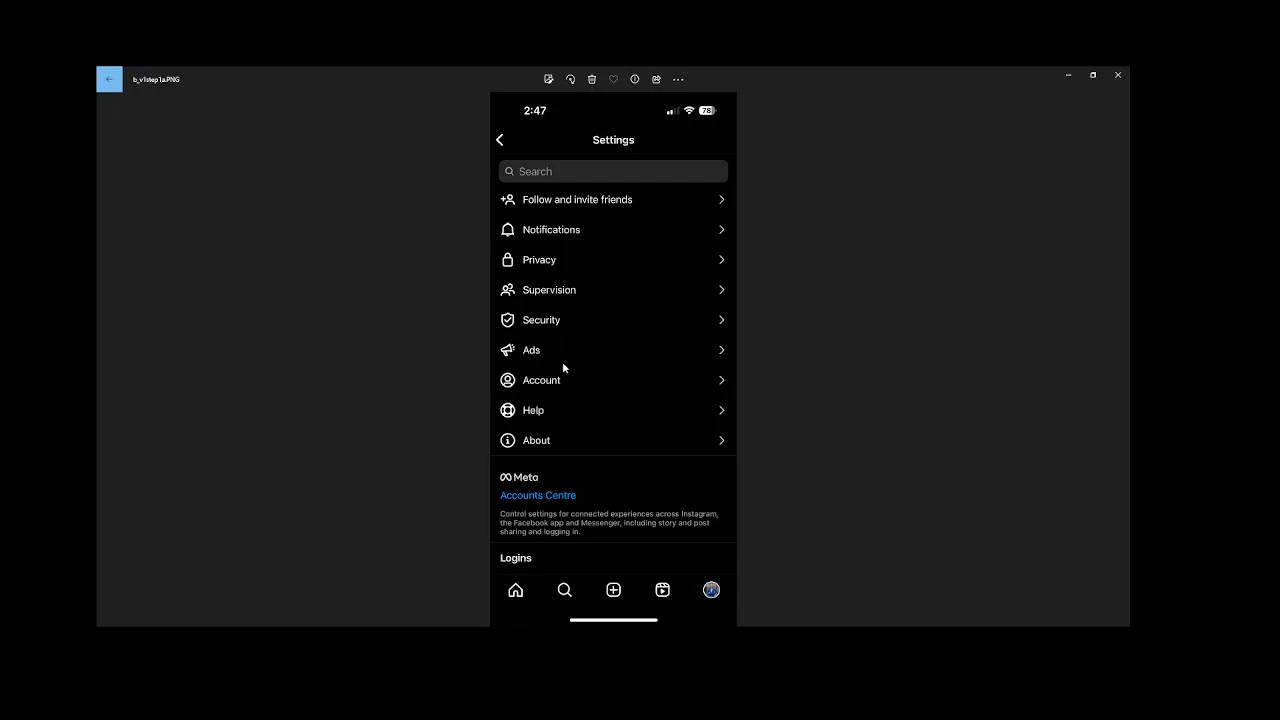 b_v1step1a.PNG
2:47
78
Settings
Search
Follow and invite friends
Notifications
Privacy
Supervision
Security
Ads
Account
Help
About
Meta
Accounts Centre
Control settings for connected experiences across Instagram,
the Facebook app and Messenger, including story and post
sharing and logging in.
Logins